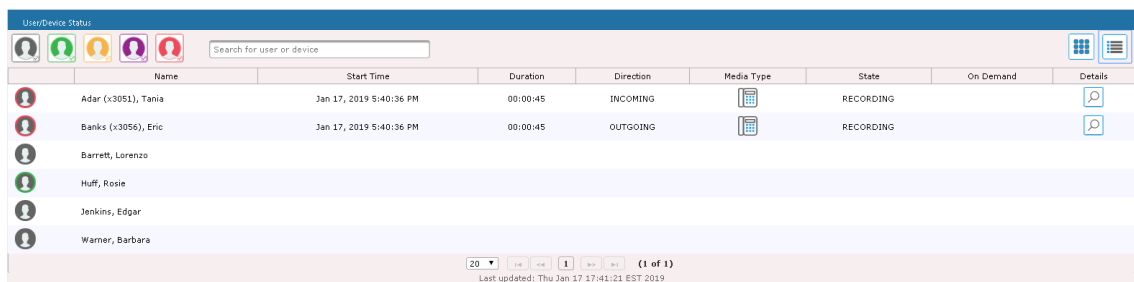 User/Device Status
Search for user or device
Name Start Time Duration Direction Media Type State On Demand Details
Adar (x3051), Tania Jan 17, 2019 5:40:36 PM 00:00:45 INCOMING RECORDING
Banks (x3056), Eric Jan 17, 2019 5:40:36 PM 00:00:45 OUTGOING RECORDING
Barrett, Lorenzo
Huff, Rosie
Jenkins, Edgar
Warner, Barbara
20 1 (1 of 1)
Last updated: Thu Jan 17 17:41:21 EST 2019